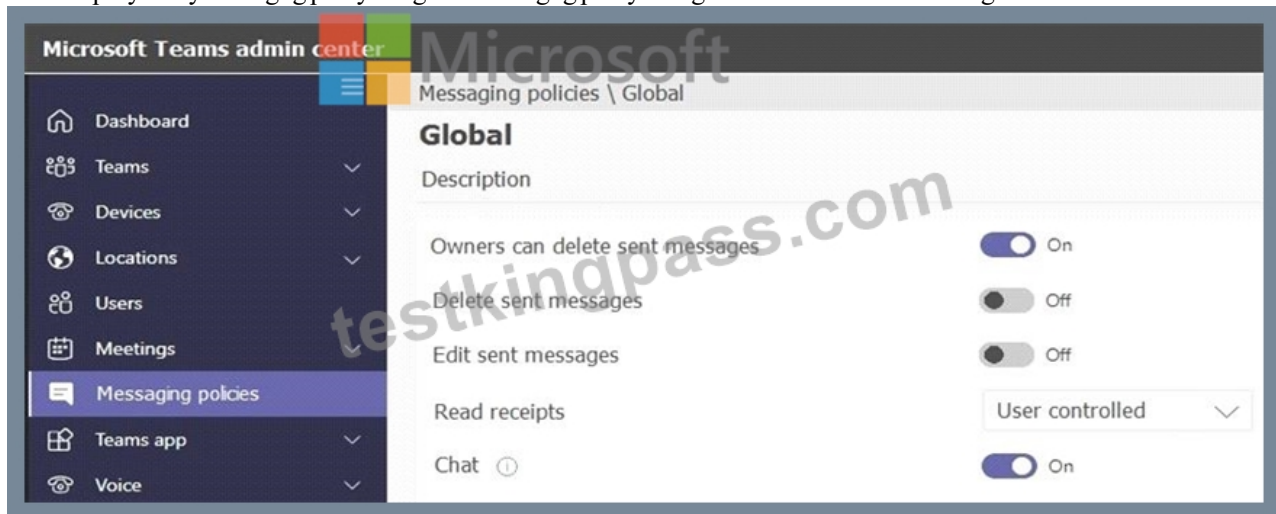 Microsoft Teams admin center
Microsoft
Messaging policies \ Global
Dashboard
Global
Teams
Description
Devices
Owners can delete sent messages
On
Locations
testkingpass.com
Users
Delete sent messages
Off
Meetings
Edit sent messages
Off
Messaging policies
Read receipts
User controlled
Teams app
Chat
On
Voice